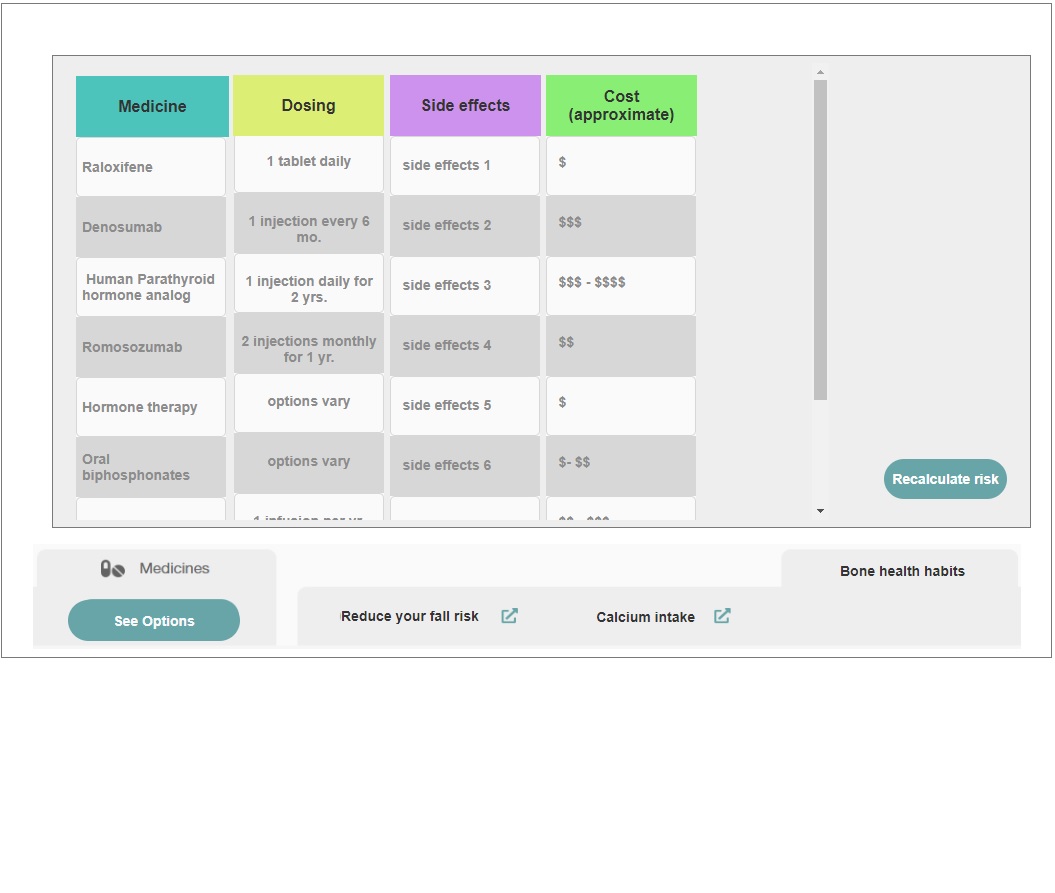 Medicine
Dosing
Side effects
Cost
(approximate)
Raloxifene
1 tablet daily
side effects 1
$
Denosumab
1 injection every 6
mo.
side effects 2
$$$
Human Parathyroid
hormone analog
1 injection daily for
2 yrs.
side effects 3
$$$ - $$$$
Romosozumab
2 injections monthly
for 1 yr.
side effects 4
$$
Hormone therapy
options vary
side effects 5
$
Oral
biphosphonates
options vary
side effects 6
$- $$
1 infusion per yr
$$ - $$$
Recalculate risk
Medicines
See Options
Bone health habits
Reduce your fall risk
Calcium intake